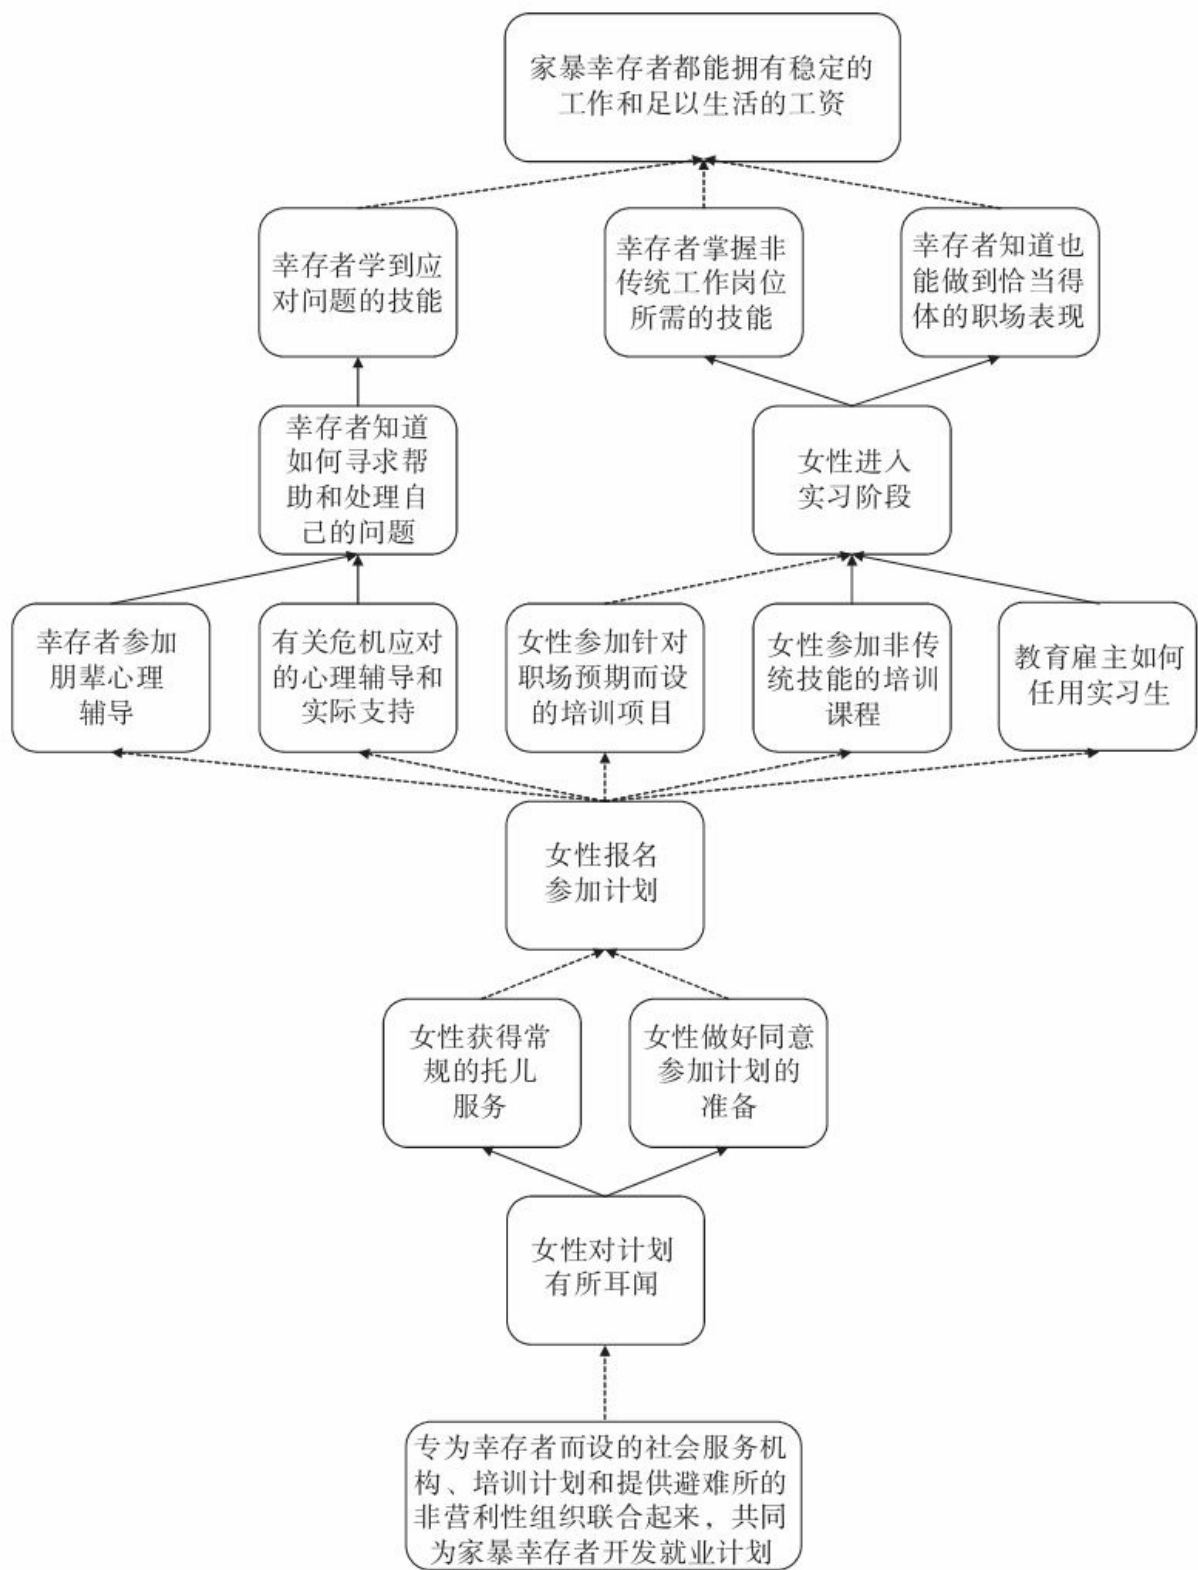 家暴幸存者都能拥有稳定的
工作和足以生活的工资
幸存者学到应
对问题的技能
幸存者掌握非
传统工作岗位
所需的技能
幸存者知道也
能做到恰当得
体的职场表现
幸存者知道
如何寻求帮
助和处理自
己的问题
女性进入
实习阶段
幸存者参加
朋辈心理
辅导
有关危机应对
的心理辅导和
实际支持
女性参加针对
职场预期而设
的培训项目
女性参加非传
统技能的培训
课程
教育雇主如何
任用实习生
女性报名
参加计划
女性获得常
规的托儿
服务
女性做好同意
参加计划的
准备
女性对计划
有所耳闻
专为幸存者而设的社会服务机
构、培训计划和提供避难所的
非营利性组织联合起来，共同
为家暴幸存者开发就业计划